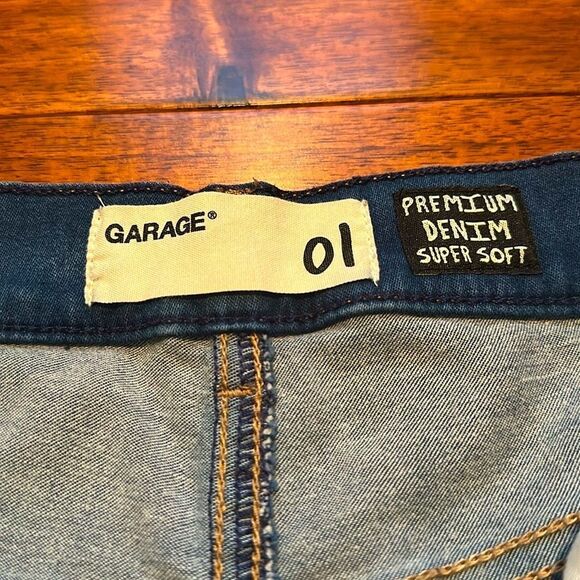 GARAGE®
01
PREMIUM
DENIM
SUPER SOFT